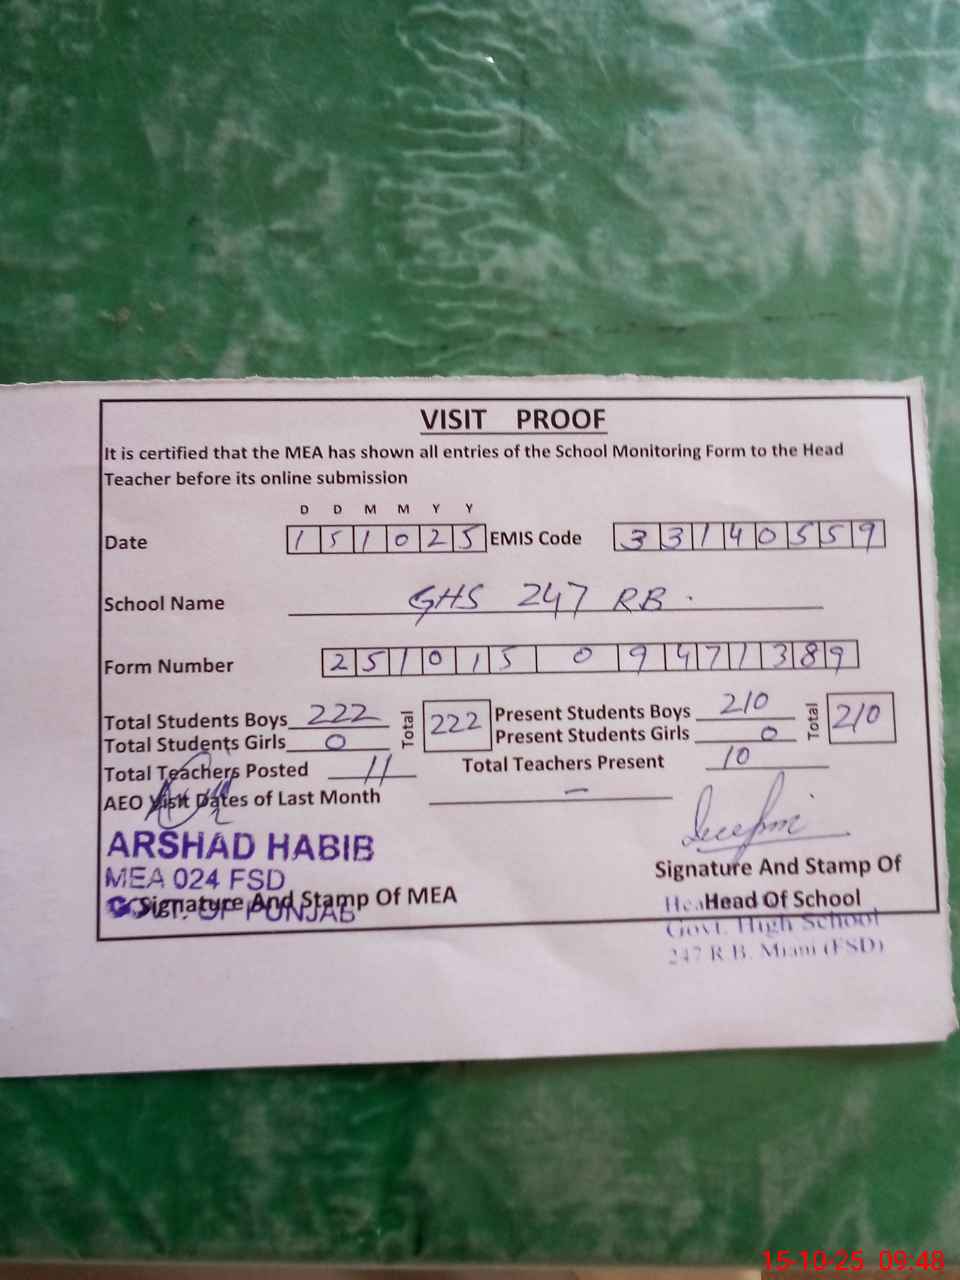 VISIT PROOF
It is certified that the MEA has shown all entries of the School Monitoring Form to the Head
Teacher before its online submission
D D M M Y Y
Date 1 5 1 0 2 5 EMIS Code 3 3 1 4 0 5 5 9
School Name GHS 247 RB.
Form Number 2 5 1 0 1 5 0 9 4 7 1 3 8 9
Total Students Boys 222 Total 222 Present Students Boys 210 Total 210
Total Students Girls 0 Present Students Girls 0
Total Teachers Posted 11 Total Teachers Present 10
AEO Visit Dates of Last Month –
ARSHAD HABIB
MEA 024 FSD
GOVT. OF PUNJAB
Signature And Stamp Of MEA
Signature And Stamp Of
Head Of School
Govt. High School
247 R.B. Miani (FSD)
15-10-25 09:48